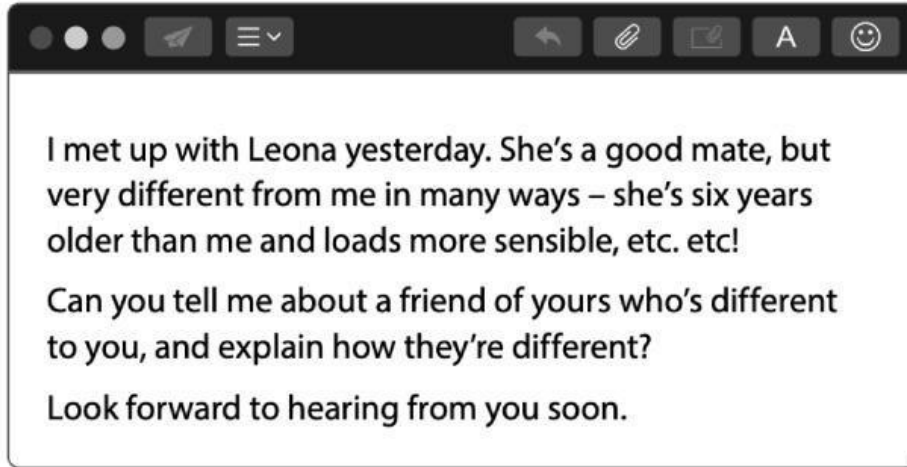 A
I met up with Leona yesterday. She's a good mate, but
very different from me in many ways – she's six years
older than me and loads more sensible, etc. etc!
Can you tell me about a friend of yours who's different
to you, and explain how they're different?
Look forward to hearing from you soon.